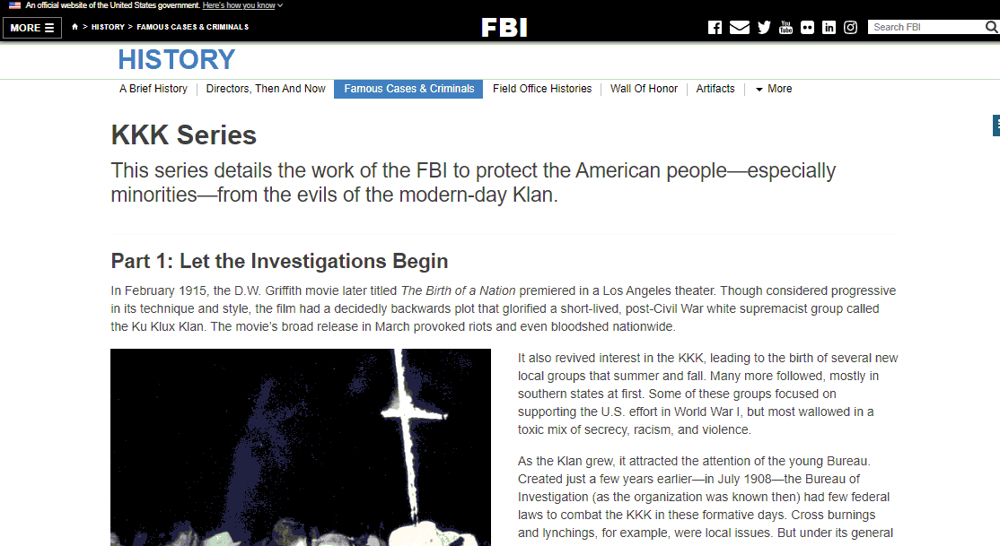 An official website of the United States government. Here's how you know
MORE
> HISTORY > FAMOUS CASES & CRIMINALS
FBI
You Tube
Search FBI
HISTORY
A Brief History
Directors, Then And Now
Famous Cases & Criminals
Field Office Histories
Wall Of Honor
Artifacts
More
KKK Series
This series details the work of the FBI to protect the American people—especially
minorities—from the evils of the modern-day Klan.
Part 1: Let the Investigations Begin
In February 1915, the D.W. Griffith movie later titled The Birth of a Nation premiered in a Los Angeles theater. Though considered progressive
in its technique and style, the film had a decidedly backwards plot that glorified a short-lived, post-Civil War white supremacist group called
the Ku Klux Klan. The movie's broad release in March provoked riots and even bloodshed nationwide.
It also revived interest in the KKK, leading to the birth of several new
local groups that summer and fall. Many more followed, mostly in
southern states at first. Some of these groups focused on
supporting the U.S. effort in World War I, but most wallowed in a
toxic mix of secrecy, racism, and violence.
As the Klan grew, it attracted the attention of the young Bureau.
Created just a few years earlier—in July 1908—the Bureau of
Investigation (as the organization was known then) had few federal
laws to combat the KKK in these formative days. Cross burnings
and lynchings, for example, were local issues. But under its general